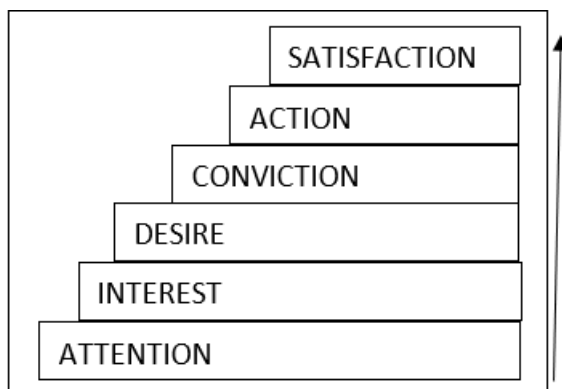 SATISFACTION
ACTION
CONVICTION
DESIRE
INTEREST
ATTENTION